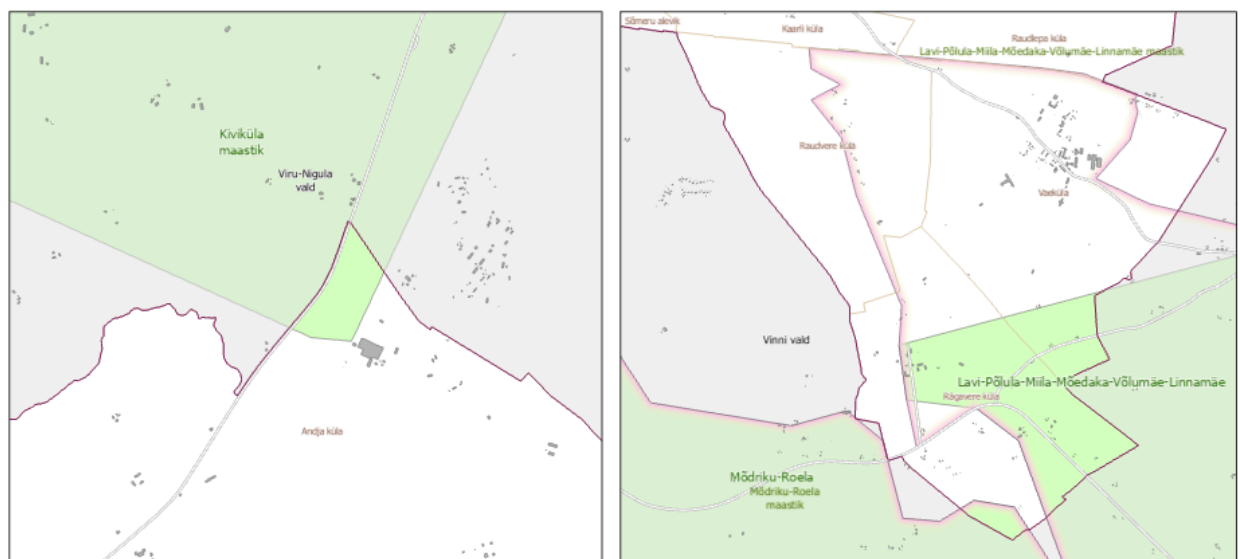 Kiviküla
maastik
Viru-Nigula
vald
Andja küla
Sõmeru alevik
Kaarli küla
Raudlepa küla
Lavi-Põlula-Miila-Mõedaka-Võlumäe-Linnamäe maastik
Raudvere küla
Vaeküla
Vinni vald
Lavi-Põlula-Miila-Mõedaka-Võlumäe-Linnamäe
Rägavere küla
Mõdriku-Roela
Mõdriku-Roela
maastik